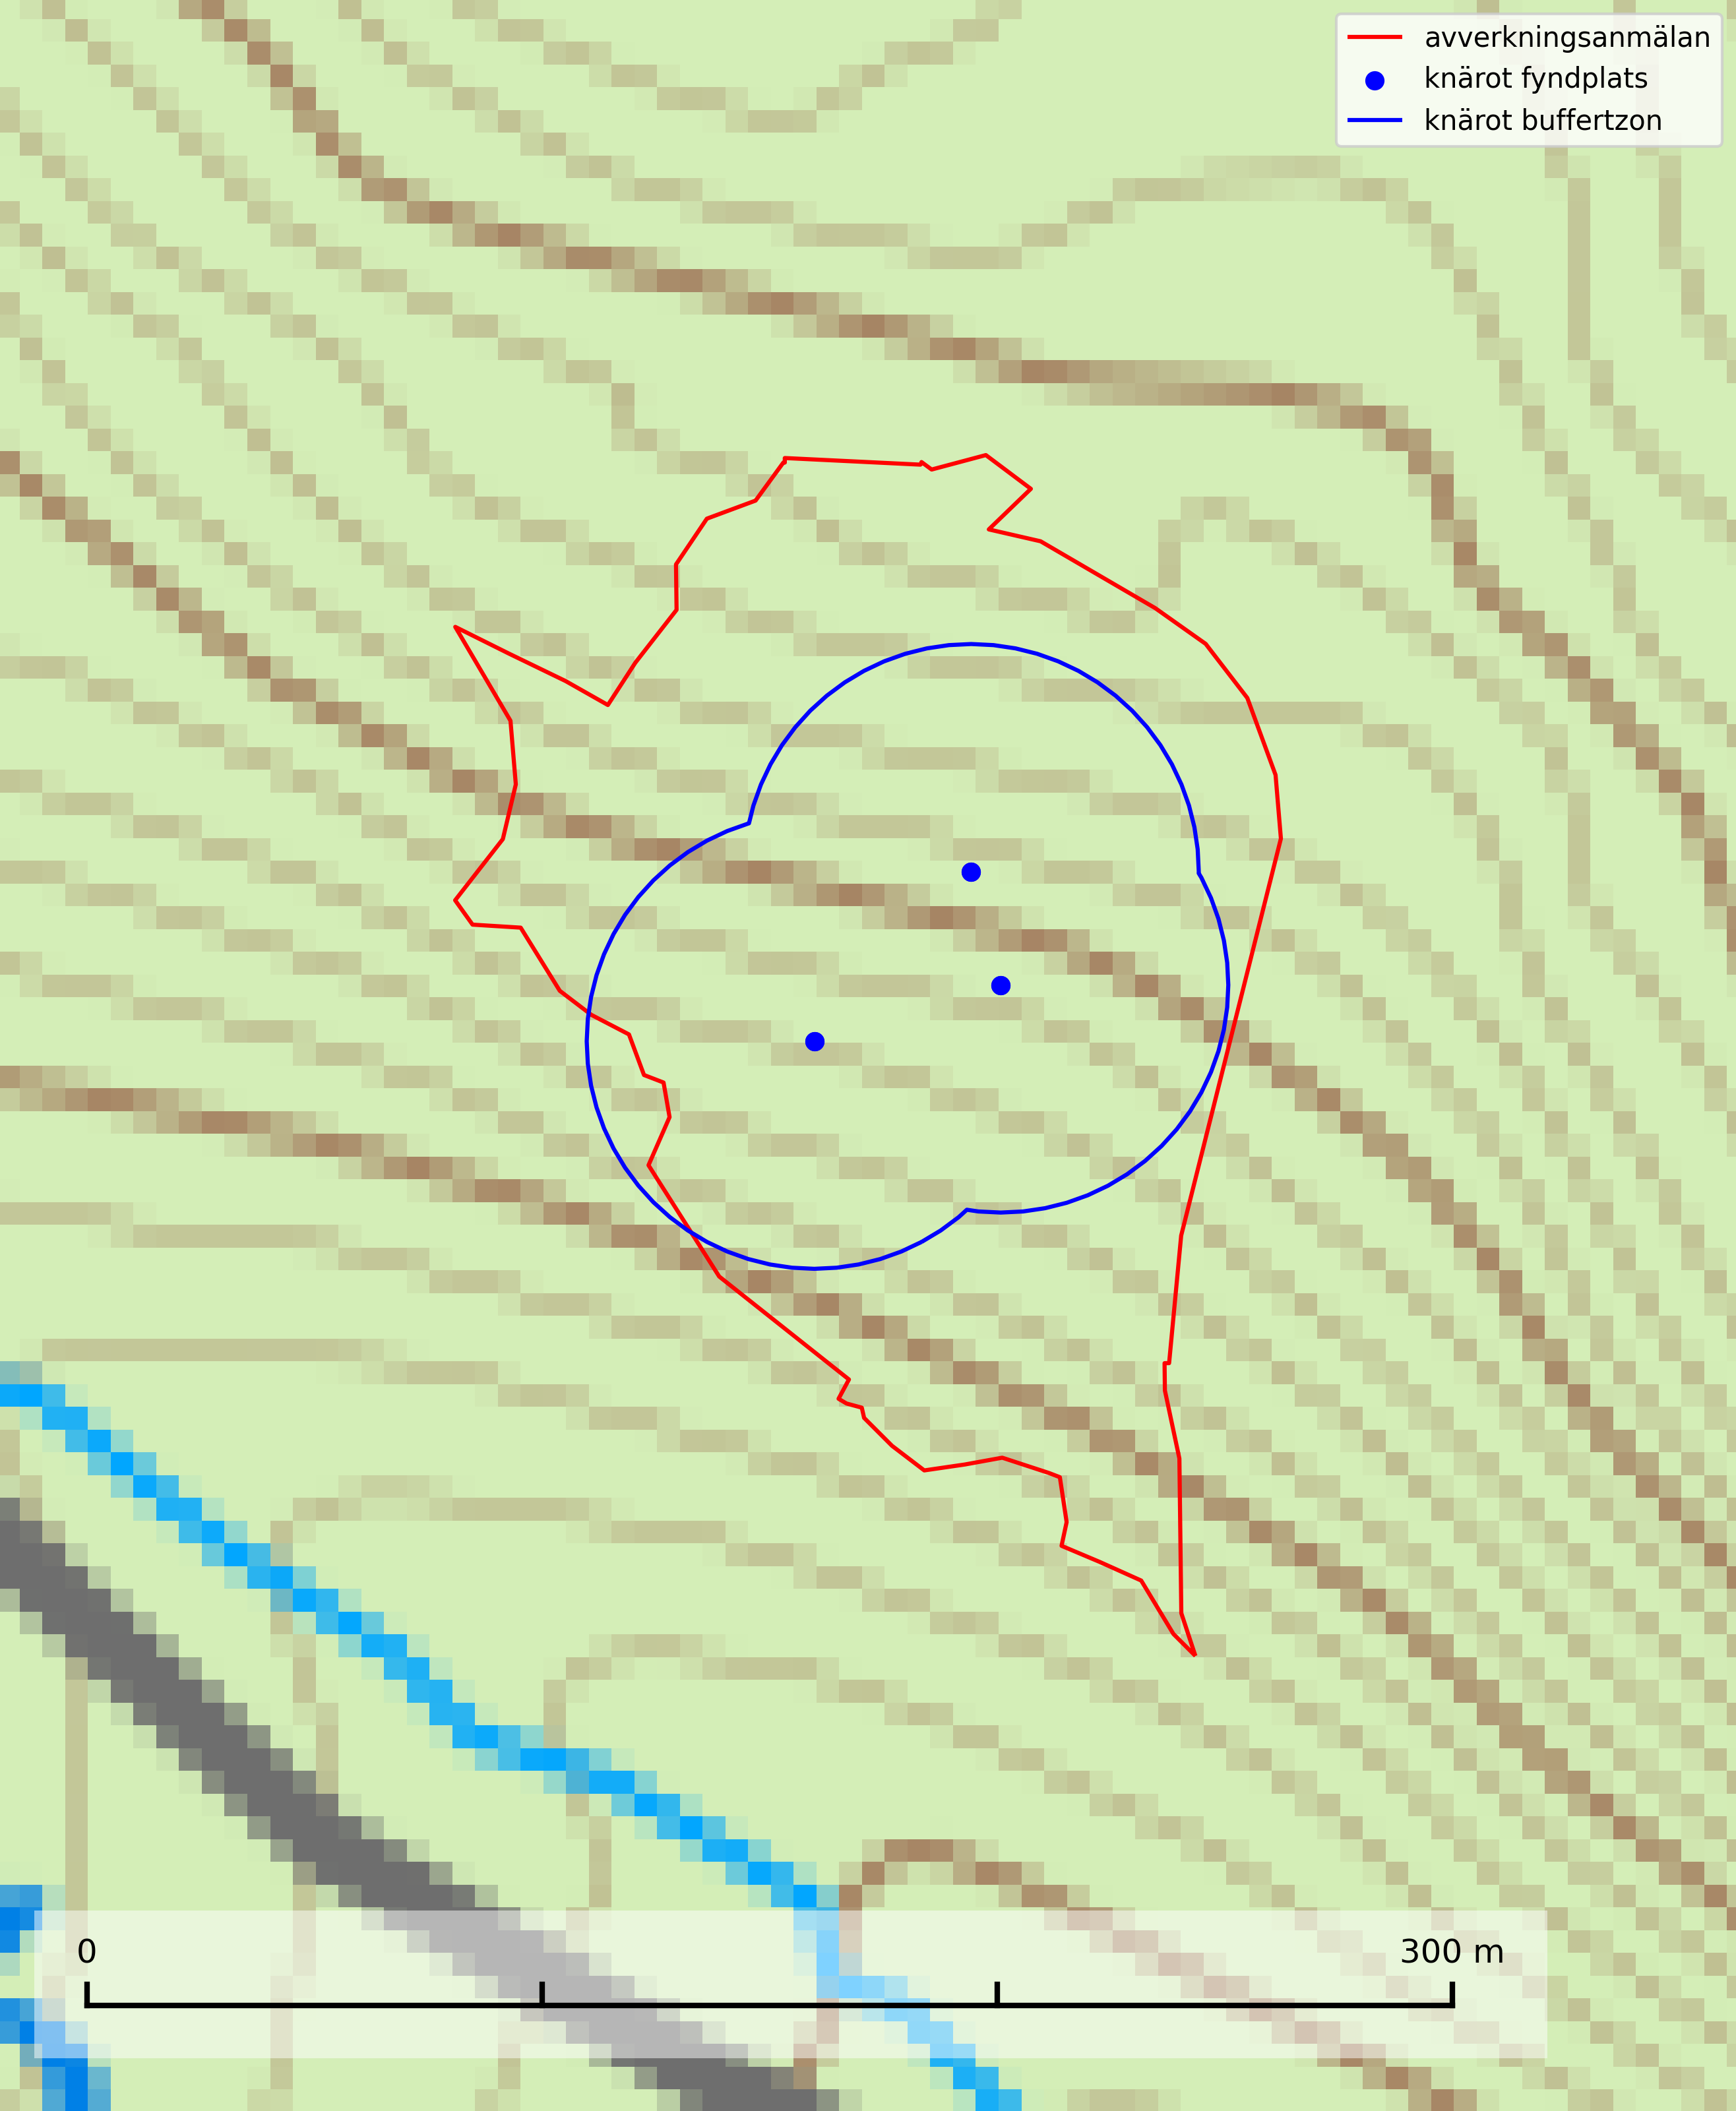 avverkningsanmälan
knärot fyndplats
knärot buffertzon
0 300 m